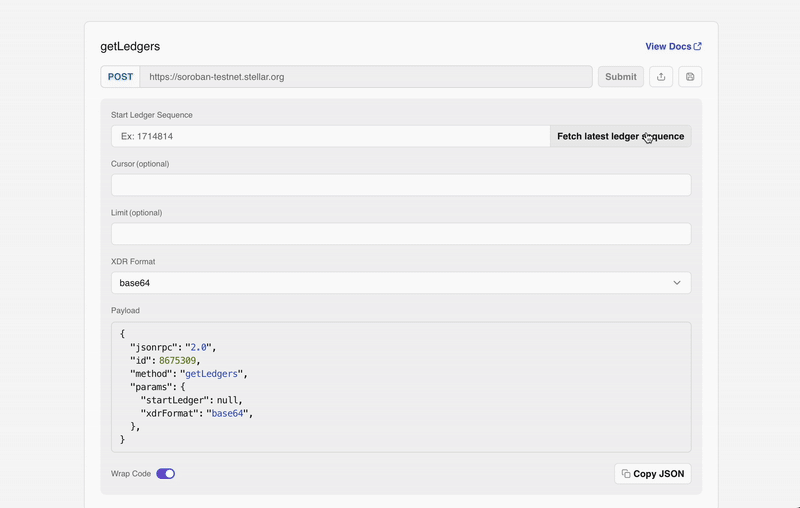 getLedgers
View Docs
POST
https://soroban-testnet.stellar.org
Submit
Start Ledger Sequence
Ex: 1714814
Fetch latest ledger sequence
Cursor (optional)
Limit (optional)
XDR Format
base64
Payload
{
"jsonrpc": "2.0",
"id": 8675309,
"method": "getLedgers",
"params": {
"startLedger": null,
"xdrFormat": "base64",
},
}
Wrap Code
Copy JSON